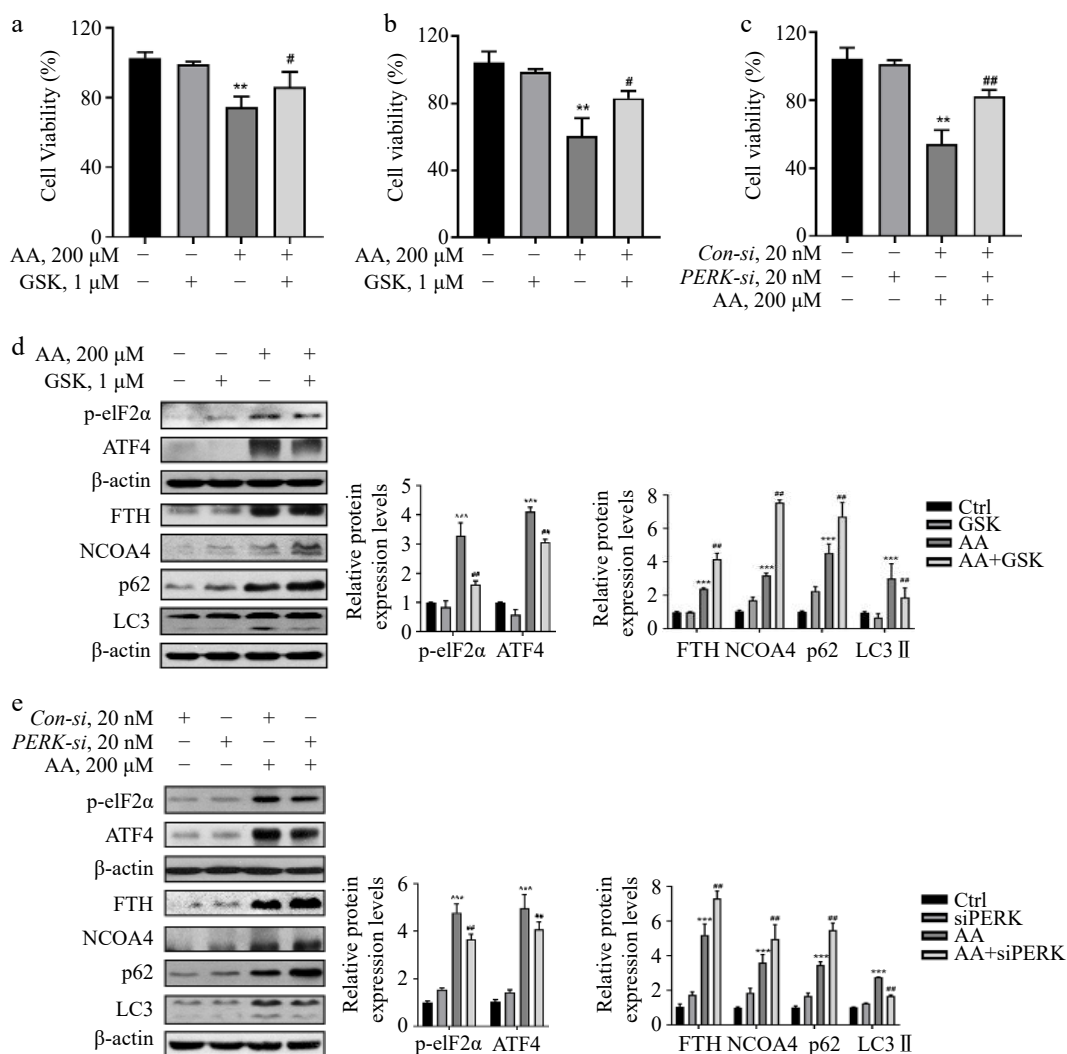 a
Cell Viability (%)
120
80
40
0
**
#
AA, 200 μM − − + +
GSK, 1 μM − + − +
b
Cell viability (%)
120
80
40
0
**
#
AA, 200 μM − − + +
GSK, 1 μM − + − +
c
Cell viability (%)
120
80
40
0
**
##
Con-si, 20 nM − − + +
PERK-si, 20 nM − + − +
AA, 200 μM − − + +
d
AA, 200 μM − − + +
GSK, 1 μM − + − +
p-elF2α
ATF4
β-actin
FTH
NCOA4
p62
LC3
β-actin
Relative protein
expression levels
5
4
3
2
1
0
##
p-elF2α ATF4
Relative protein
expression levels
8
6
4
2
0
*** ## *** ## *** ## *** ##
FTH NCOA4 p62 LC3 Ⅱ
Ctrl
GSK
AA
AA+GSK
e
Con-si, 20 nM + − + −
PERK-si, 20 nM − + − +
AA, 200 μM − − + +
p-elF2α
ATF4
β-actin
FTH
NCOA4
p62
LC3
β-actin
Relative protein
expression levels
6
4
2
0
##
p-elF2α ATF4
Relative protein
expression levels
8
6
4
2
0
*** ## *** ## *** ## *** ##
FTH NCOA4 p62 LC3 Ⅱ
Ctrl
siPERK
AA
AA+siPERK